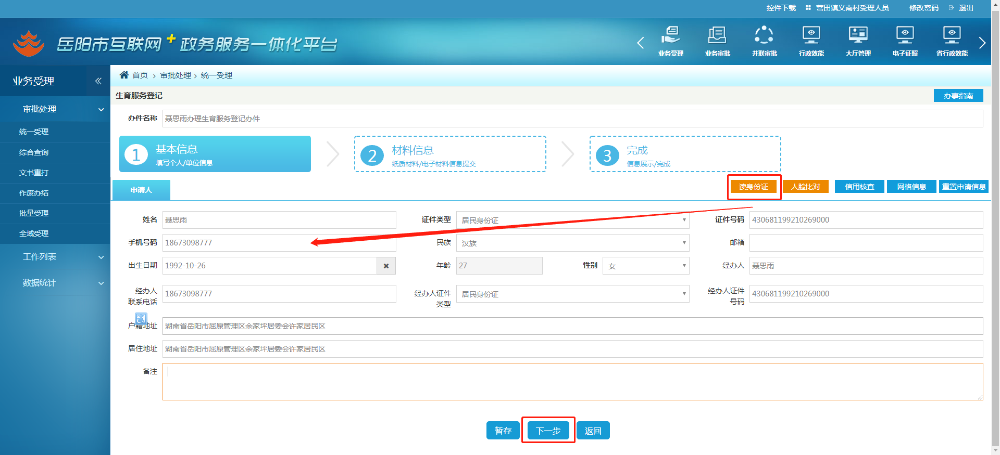 控件下载 营田镇义南村受理人员 修改密码 退出
岳阳市互联网+政务服务一体化平台
业务受理 业务审批 并联审批 行政效能 大厅管理 电子证照 省行政效能
业务受理
审批处理
统一受理
综合查询
文书重打
作废办结
批量受理
全域受理
工作列表
数据统计
首页 > 审批处理 > 统一受理
生育服务登记 办事指南
办件名称 聂思雨办理生育服务登记办件
1 基本信息
填写个人/单位信息
2 材料信息
纸质材料/电子材料信息提交
3 完成
信息展示/完成
申请人 读身份证 人脸比对 信用核查 网格信息 重置申请信息
姓名 聂思雨 证件类型 居民身份证 证件号码 430681199210269000
手机号码 18673098777 民族 汉族 邮箱
出生日期 1992-10-26 年龄 27 性别 女 经办人 聂思雨
经办人联系电话 18673098777 经办人证件类型 居民身份证 经办人证件号码 430681199210269000
户籍地址 湖南省岳阳市屈原管理区余家坪居委会许家居民区
居住地址 湖南省岳阳市屈原管理区余家坪居委会许家居民区
备注
暂存 下一步 返回